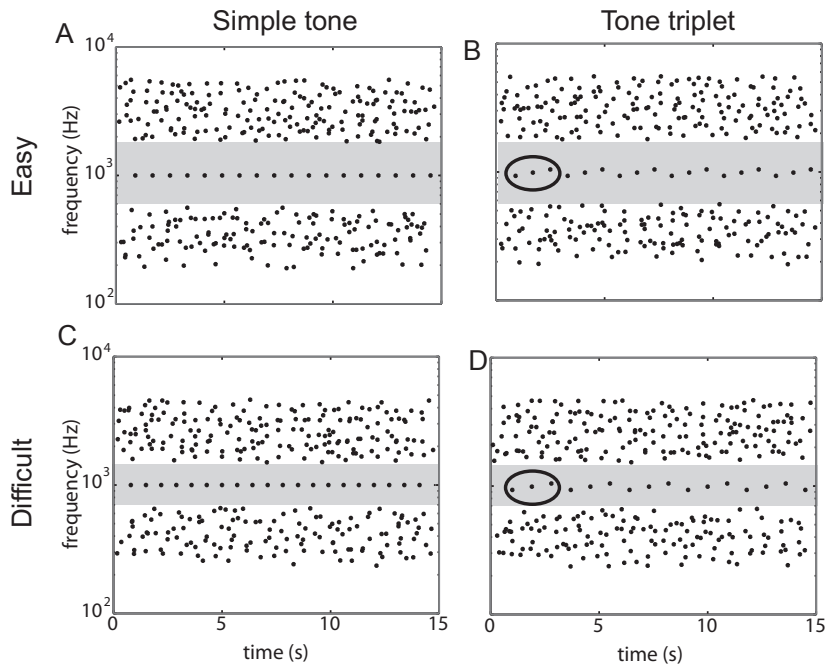 Simple tone
Tone triplet
A
B
Easy
frequency (Hz)
10^4
10^3
10^2
C
D
Difficult
frequency (Hz)
10^4
10^3
10^2
0
5
10
15
time (s)
0
5
10
15
time (s)